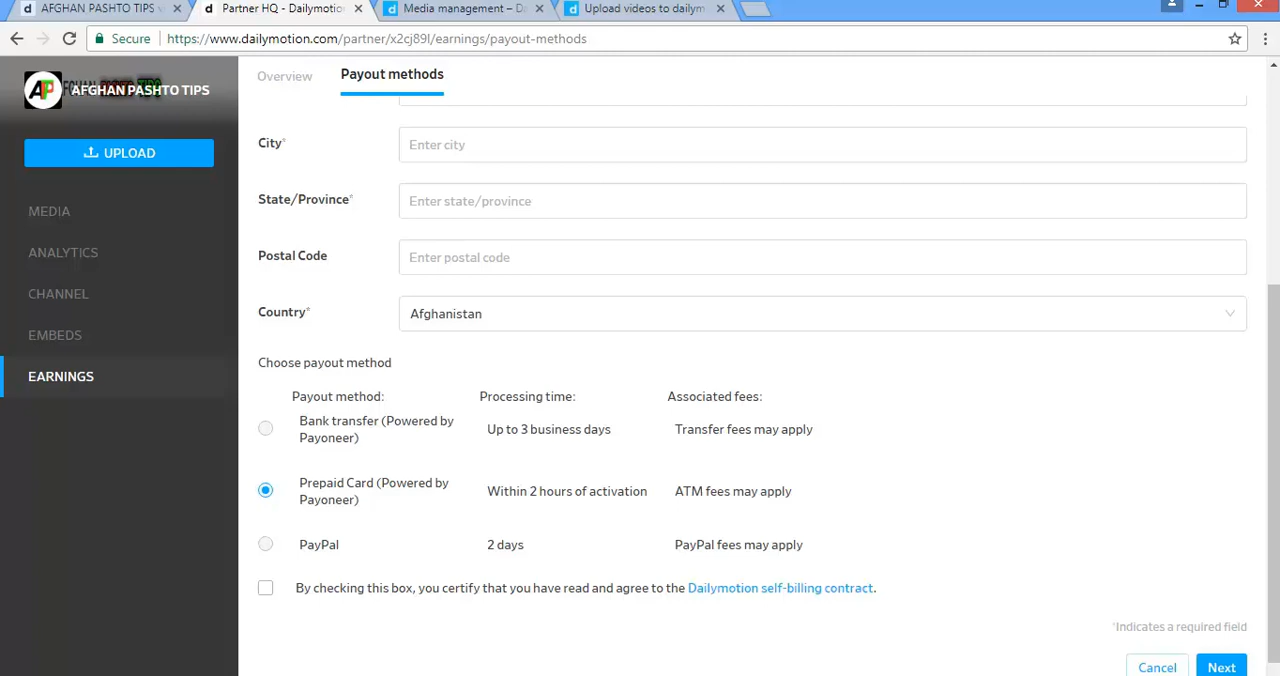 AFGHAN PASHTO TIPS
Partner HQ - Dailymotion
Media management – Da
Upload videos to dailym
Secure
https://www.dailymotion.com/partner/x2cj89l/earnings/payout-methods
AP
AFGHAN PASHTO TIPS
Overview
Payout methods
UPLOAD
MEDIA
ANALYTICS
CHANNEL
EMBEDS
EARNINGS
City*
Enter city
State/Province*
Enter state/province
Postal Code
Enter postal code
Country*
Afghanistan
Choose payout method
Payout method: Processing time: Associated fees:
Bank transfer (Powered by
Payoneer)
Up to 3 business days
Transfer fees may apply
Prepaid Card (Powered by
Payoneer)
Within 2 hours of activation
ATM fees may apply
PayPal
2 days
PayPal fees may apply
By checking this box, you certify that you have read and agree to the Dailymotion self-billing contract.
*Indicates a required field
Cancel
Next